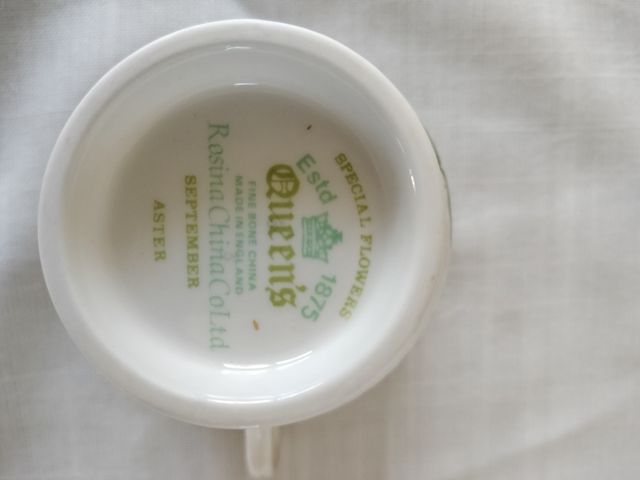 SPECIAL FLOWERS
Estd 1875
Queen's
FINE BONE CHINA
MADE IN ENGLAND
Rosina China Co Ltd
SEPTEMBER
ASTER